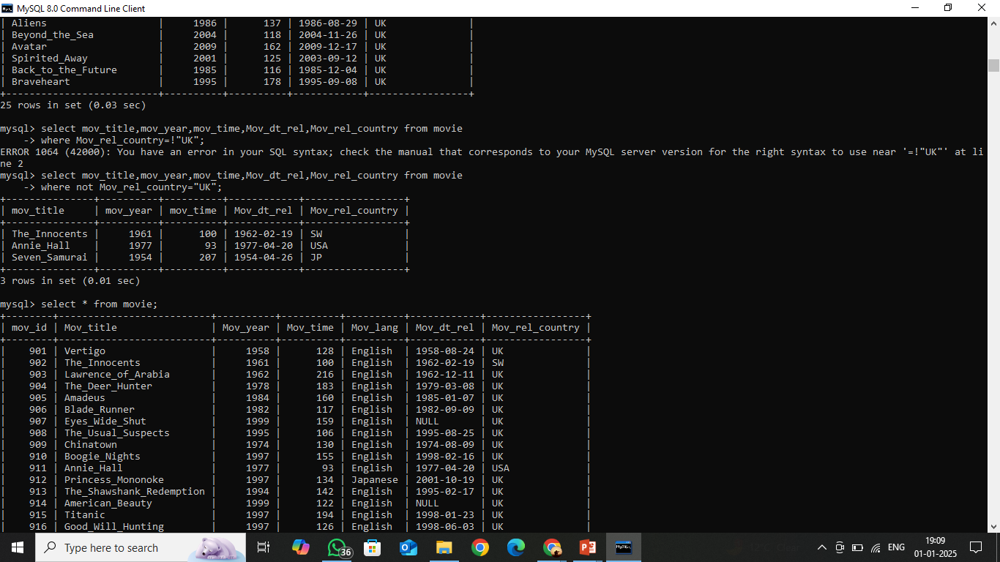 MySQL 8.0 Command Line Client
| Aliens                   |     1986 |      137 | 1986-08-29 | UK              |
| Beyond_the_Sea           |     2004 |      118 | 2004-11-26 | UK              |
| Avatar                   |     2009 |      162 | 2009-12-17 | UK              |
| Spirited_Away            |     2001 |      125 | 2003-09-12 | UK              |
| Back_to_the_Future       |     1985 |      116 | 1985-12-04 | UK              |
| Braveheart               |     1995 |      178 | 1995-09-08 | UK              |
+--------------------------+----------+----------+------------+-----------------+
25 rows in set (0.03 sec)
mysql> select mov_title,mov_year,mov_time,Mov_dt_rel,Mov_rel_country from movie
    -> where Mov_rel_country=!"UK";
ERROR 1064 (42000): You have an error in your SQL syntax; check the manual that corresponds to your MySQL server version for the right syntax to use near '=!"UK"' at li
ne 2
mysql> select mov_title,mov_year,mov_time,Mov_dt_rel,Mov_rel_country from movie
    -> where not Mov_rel_country="UK";
+---------------+----------+----------+------------+-----------------+
| mov_title     | mov_year | mov_time | Mov_dt_rel | Mov_rel_country |
+---------------+----------+----------+------------+-----------------+
| The_Innocents |     1961 |      100 | 1962-02-19 | SW              |
| Annie_Hall    |     1977 |       93 | 1977-04-20 | USA             |
| Seven_Samurai |     1954 |      207 | 1954-04-26 | JP              |
+---------------+----------+----------+------------+-----------------+
3 rows in set (0.01 sec)
mysql> select * from movie;
+--------+--------------------------+----------+----------+----------+------------+-----------------+
| mov_id | Mov_title                | Mov_year | Mov_time | Mov_lang | Mov_dt_rel | Mov_rel_country |
+--------+--------------------------+----------+----------+----------+------------+-----------------+
|    901 | Vertigo                  |     1958 |      128 | English  | 1958-08-24 | UK              |
|    902 | The_Innocents            |     1961 |      100 | English  | 1962-02-19 | SW              |
|    903 | Lawrence_of_Arabia       |     1962 |      216 | English  | 1962-12-11 | UK              |
|    904 | The_Deer_Hunter          |     1978 |      183 | English  | 1979-03-08 | UK              |
|    905 | Amadeus                  |     1984 |      160 | English  | 1985-01-07 | UK              |
|    906 | Blade_Runner             |     1982 |      117 | English  | 1982-09-09 | UK              |
|    907 | Eyes_Wide_Shut           |     1999 |      159 | English  | NULL       | UK              |
|    908 | The_Usual_Suspects       |     1995 |      106 | English  | 1995-08-25 | UK              |
|    909 | Chinatown                |     1974 |      130 | English  | 1974-08-09 | UK              |
|    910 | Boogie_Nights            |     1997 |      155 | English  | 1998-02-16 | UK              |
|    911 | Annie_Hall               |     1977 |       93 | English  | 1977-04-20 | USA             |
|    912 | Princess_Mononoke        |     1997 |      134 | Japanese | 2001-10-19 | UK              |
|    913 | The_Shawshank_Redemption |     1994 |      142 | English  | 1995-02-17 | UK              |
|    914 | American_Beauty          |     1999 |      122 | English  | NULL       | UK              |
|    915 | Titanic                  |     1997 |      194 | English  | 1998-01-23 | UK              |
|    916 | Good_Will_Hunting        |     1997 |      126 | English  | 1998-06-03 | UK              |
Type here to search
36
ENG
19:09
01-01-2025